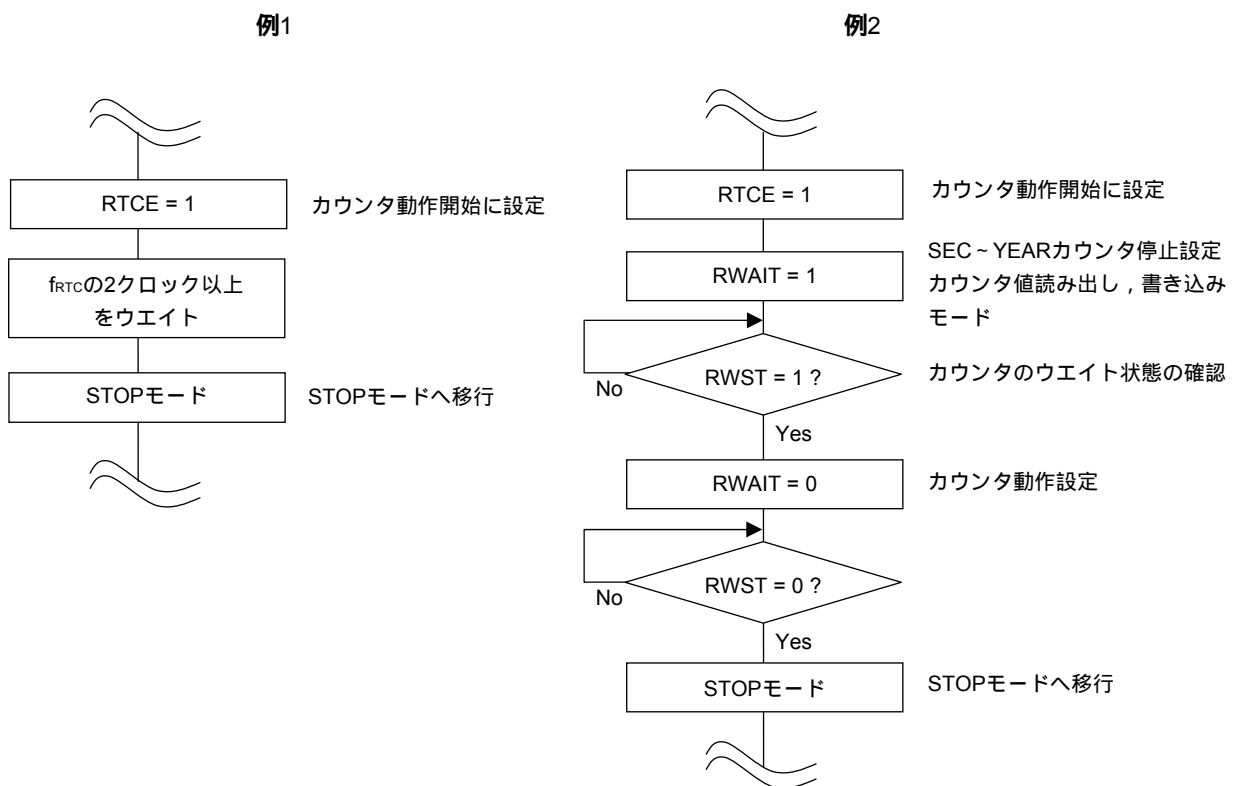 例1
RTCE = 1
カウンタ動作開始に設定
fRTCの2クロック以上
をウエイト
STOPモード
STOPモードへ移行
例2
RTCE = 1
カウンタ動作開始に設定
RWAIT = 1
SEC~YEARカウンタ停止設定
カウンタ値読み出し,書き込み
モード
RWST = 1 ?
カウンタのウエイト状態の確認
No
Yes
RWAIT = 0
カウンタ動作設定
RWST = 0 ?
No
Yes
STOPモード
STOPモードへ移行